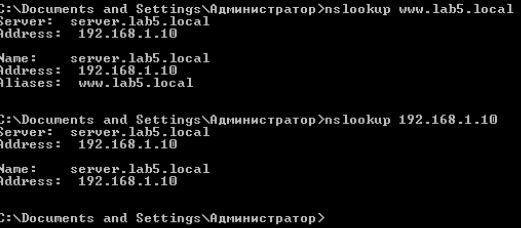 C:\Documents and Settings\Администратор>nslookup www.lab5.local
Server:  server.lab5.local
Address:  192.168.1.10
Name:    server.lab5.local
Address:  192.168.1.10
Aliases:  www.lab5.local
C:\Documents and Settings\Администратор>nslookup 192.168.1.10
Server:  server.lab5.local
Address:  192.168.1.10
Name:    server.lab5.local
Address:  192.168.1.10
C:\Documents and Settings\Администратор>